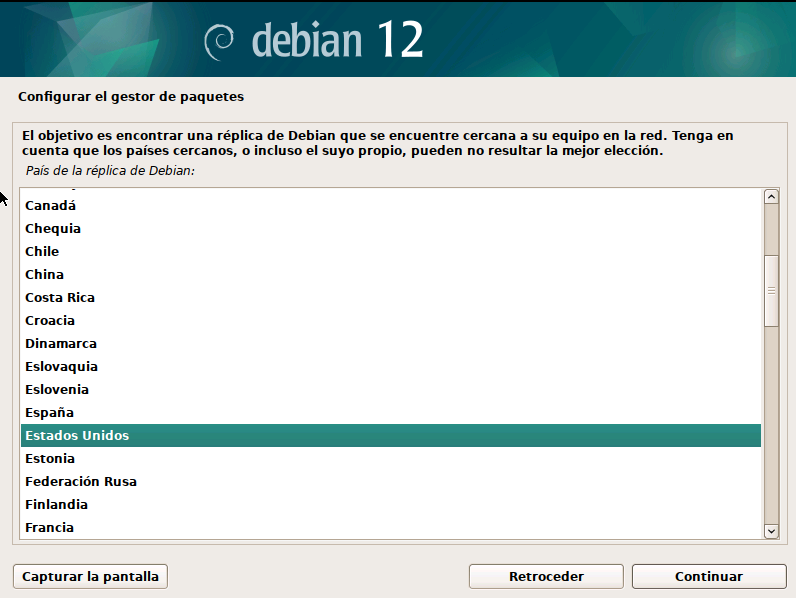 debian 12
Configurar el gestor de paquetes
El objetivo es encontrar una réplica de Debian que se encuentre cercana a su equipo en la red. Tenga en
cuenta que los países cercanos, o incluso el suyo propio, pueden no resultar la mejor elección.
País de la réplica de Debian:
Canadá
Chequia
Chile
China
Costa Rica
Croacia
Dinamarca
Eslovaquia
Eslovenia
España
Estados Unidos
Estonia
Federación Rusa
Finlandia
Francia
Capturar la pantalla
Retroceder
Continuar